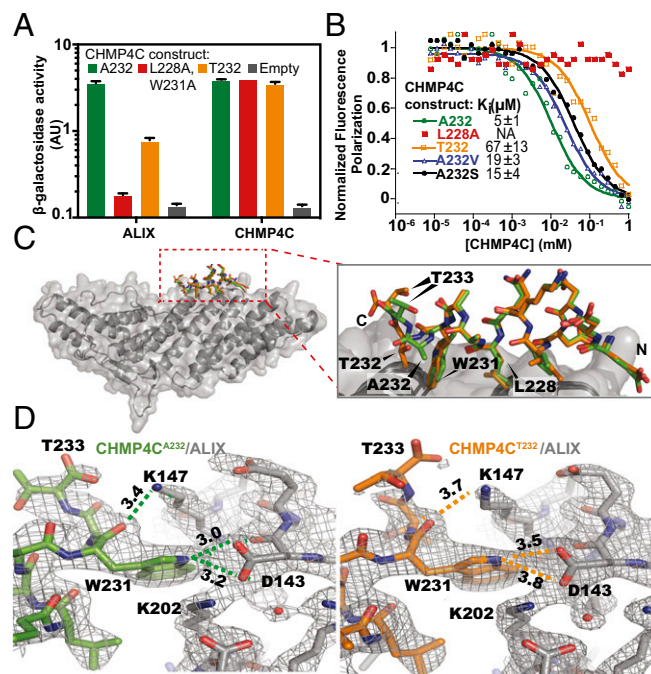 A
CHMP4C construct:
A232 L228A, T232 Empty
W231A
β-galactosidase activity
(AU)
10
1
0.1
ALIX CHMP4C
B
Normalized Fluorescence
Polarization
1
0.8
0.6
0.4
0.2
0
CHMP4C
construct: Ki(μM)
A232 5±1
L228A NA
T232 67±13
A232V 19±3
A232S 15±4
10-6 10-5 10-4 10-3 10-2 10-1 1
[CHMP4C] (mM)
C
T233
C
T232
A232
W231
L228
N
D
T233
CHMP4CA232/ALIX
K147
3.4
3.0
3.2
W231
D143
K202
T233
CHMP4CT232/ALIX
K147
3.7
3.5
3.8
W231
D143
K202